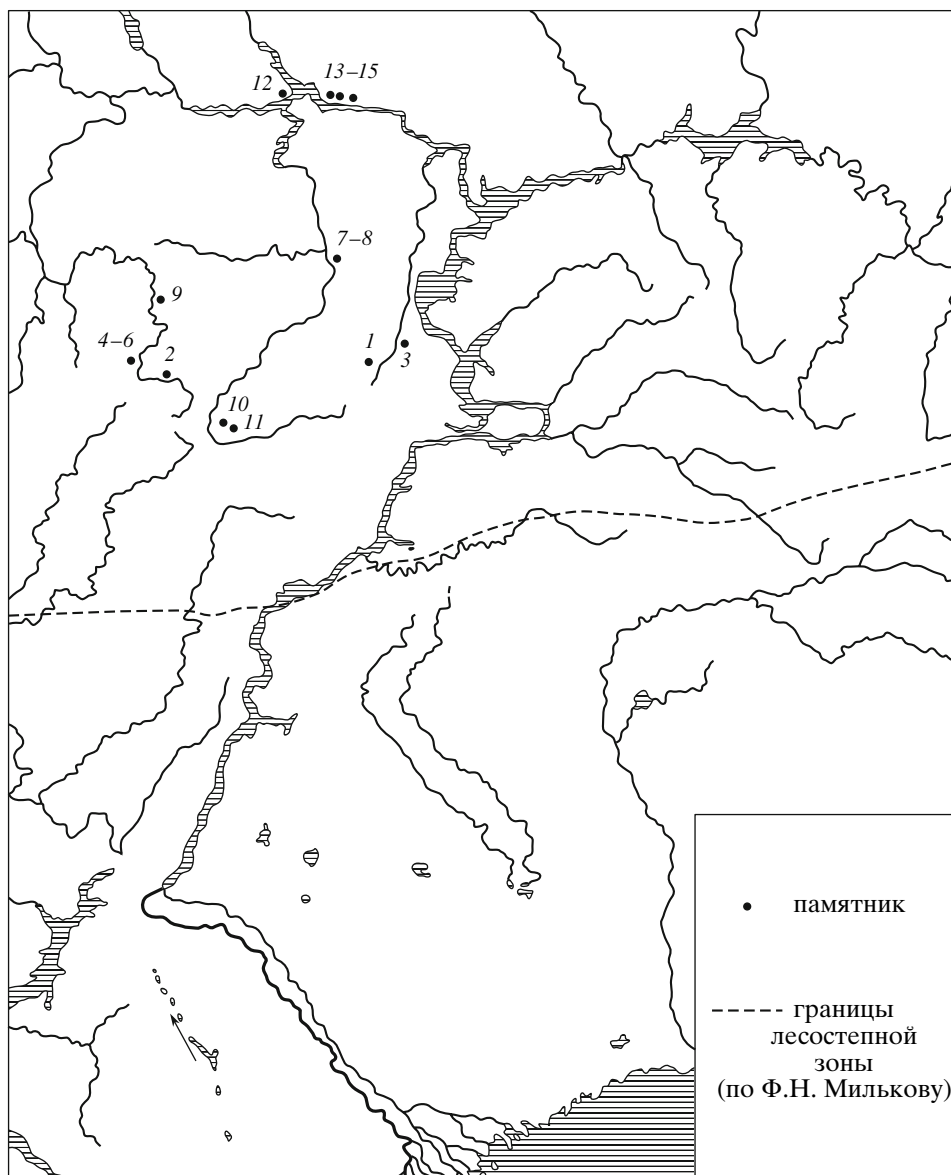 12
13–15
7–8
9
4–6
2
1
3
10
11
памятник
границы
лесостепной
зоны
(по Ф.Н. Милькову)